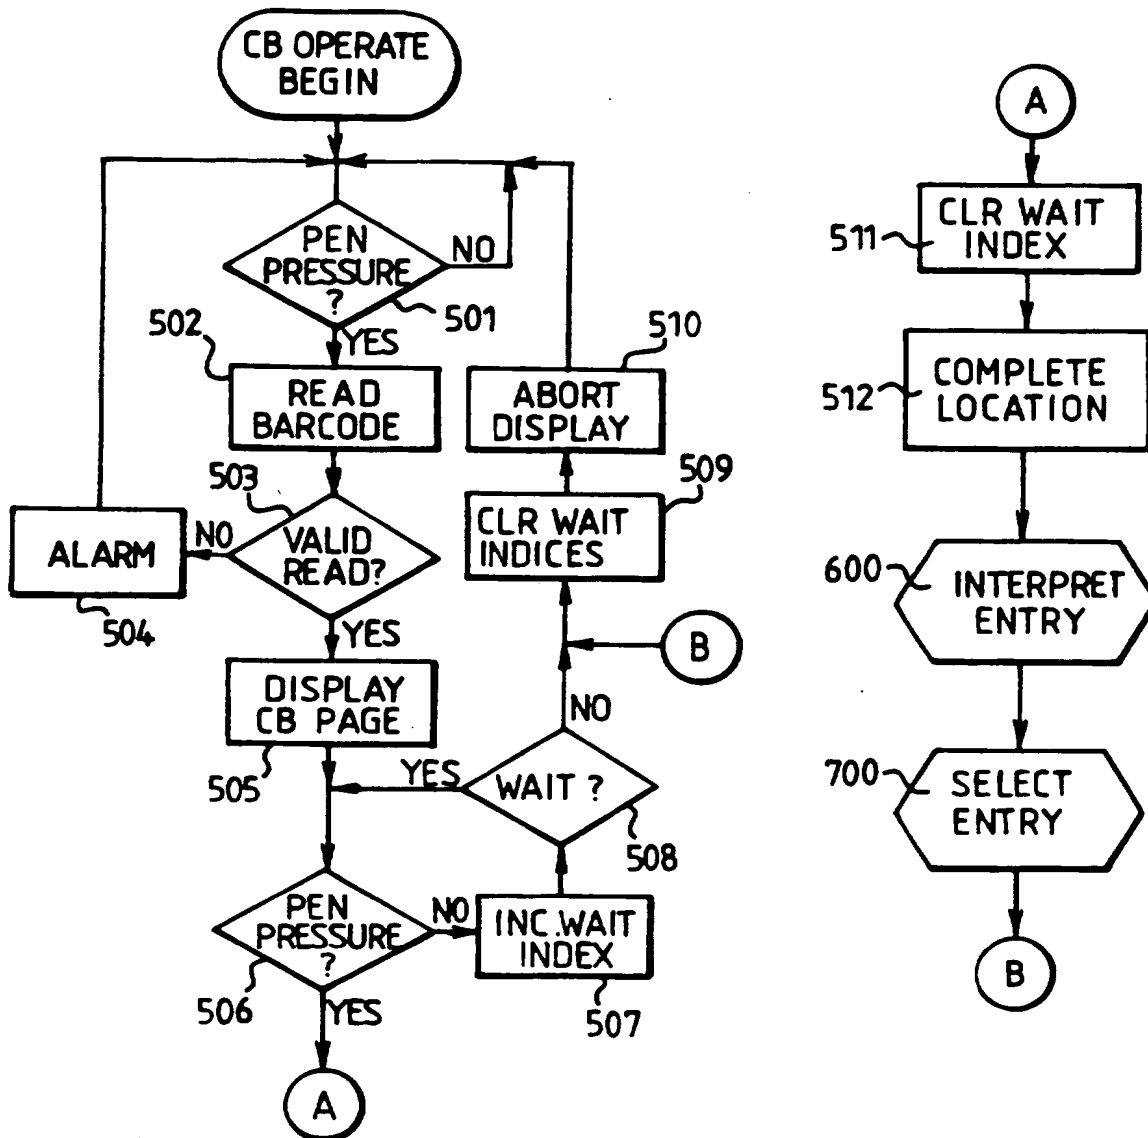 CB OPERATE
BEGIN
PEN
PRESSURE
?
NO
501
YES
502
READ
BARCODE
503
VALID
READ?
NO
ALARM
504
YES
DISPLAY
CB PAGE
505
PEN
PRESSURE
?
506
NO
YES
A
INC.WAIT
INDEX
507
WAIT ?
508
YES
NO
B
CLR WAIT
INDICES
509
ABORT
DISPLAY
510
A
CLR WAIT
INDEX
511
COMPLETE
LOCATION
512
INTERPRET
ENTRY
600
SELECT
ENTRY
700
B